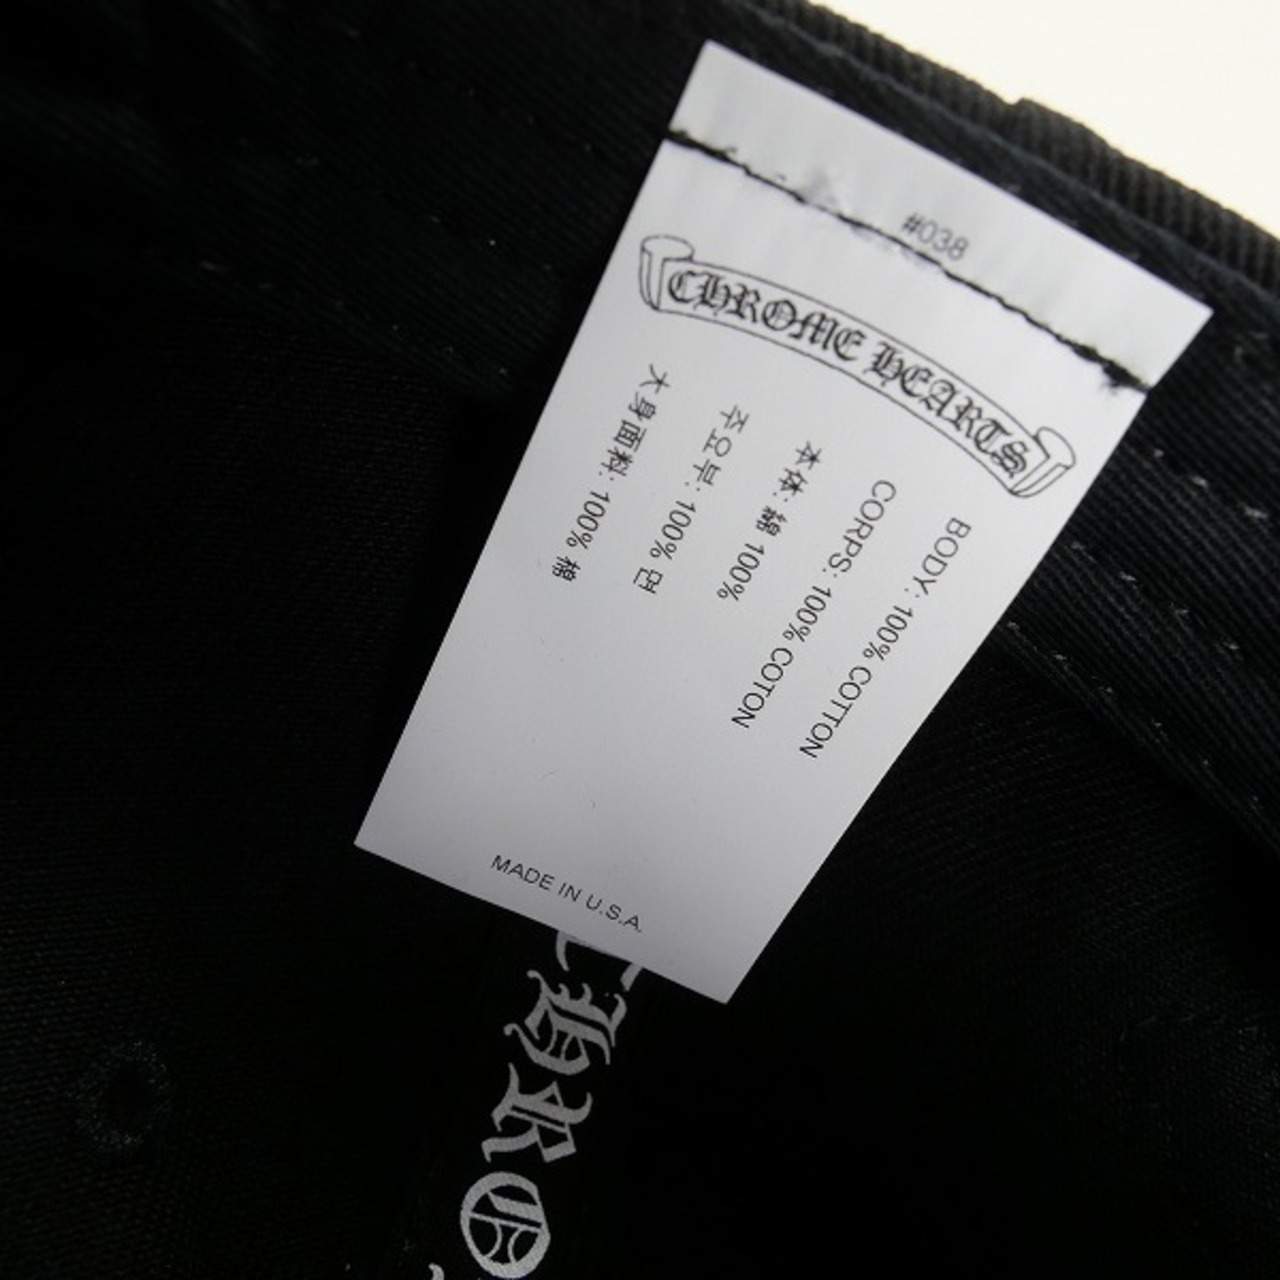 #038
CHROME HEARTS
BODY: 100% COTTON
CORPS: 100% COTON
本体: 綿 100%
주요부: 100% 면
大身面料: 100% 棉
MADE IN U.S.A.
CHRO